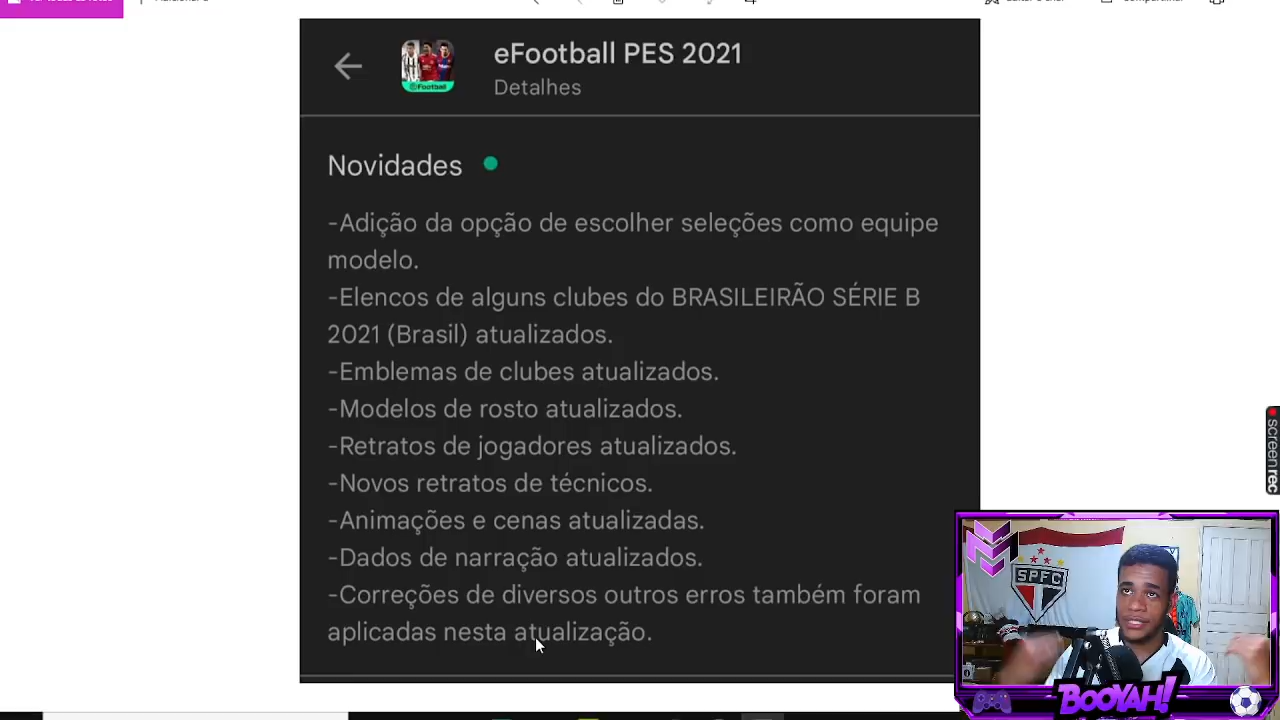 eFootball PES 2021
Detalhes
eFootball
Novidades
-Adição da opção de escolher seleções como equipe
modelo.
-Elencos de alguns clubes do BRASILEIRÃO SÉRIE B
2021 (Brasil) atualizados.
-Emblemas de clubes atualizados.
-Modelos de rosto atualizados.
-Retratos de jogadores atualizados.
-Novos retratos de técnicos.
-Animações e cenas atualizadas.
-Dados de narração atualizados.
-Correções de diversos outros erros também foram
aplicadas nesta atualização.
screenrec
SPFC
BOOYAH!